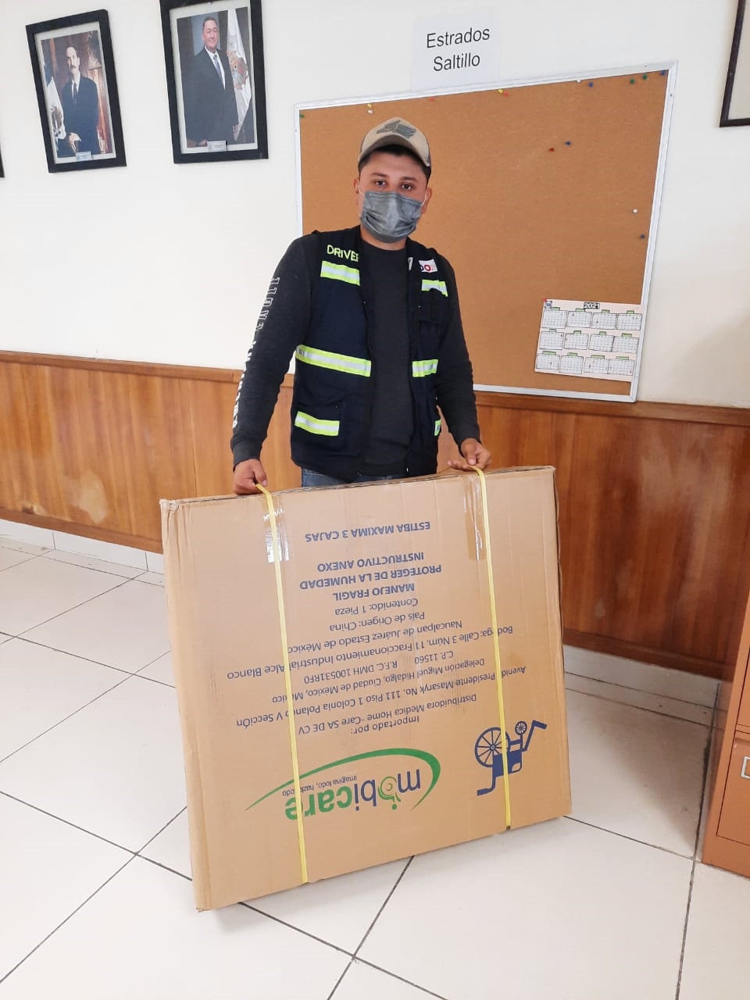 Estrados
Saltillo
DRIVER
2021
mobicare
imagina todo, hazlo todo
Importado por:
Distribuidora Medica Home -Care SA DE CV
Avenida Presidente Masaryk No. 111 Piso 1 Colonia Polanco V Sección
Delegación Miguel Hidalgo, Ciudad de México, México
C.P. 11560 R.F.C. DMH 100531RF0
Bodega: Calle 3 Núm. 11 Fraccionamiento Industrial Alce Blanco
Naucalpan de Juárez Estado de México
País de Origen: China
Contenido: 1 Pieza
MANEJO FRAGIL
PROTEGER DE LA HUMEDAD
INSTRUCTIVO ANEXO
ESTIBA MAXIMA 3 CAJAS